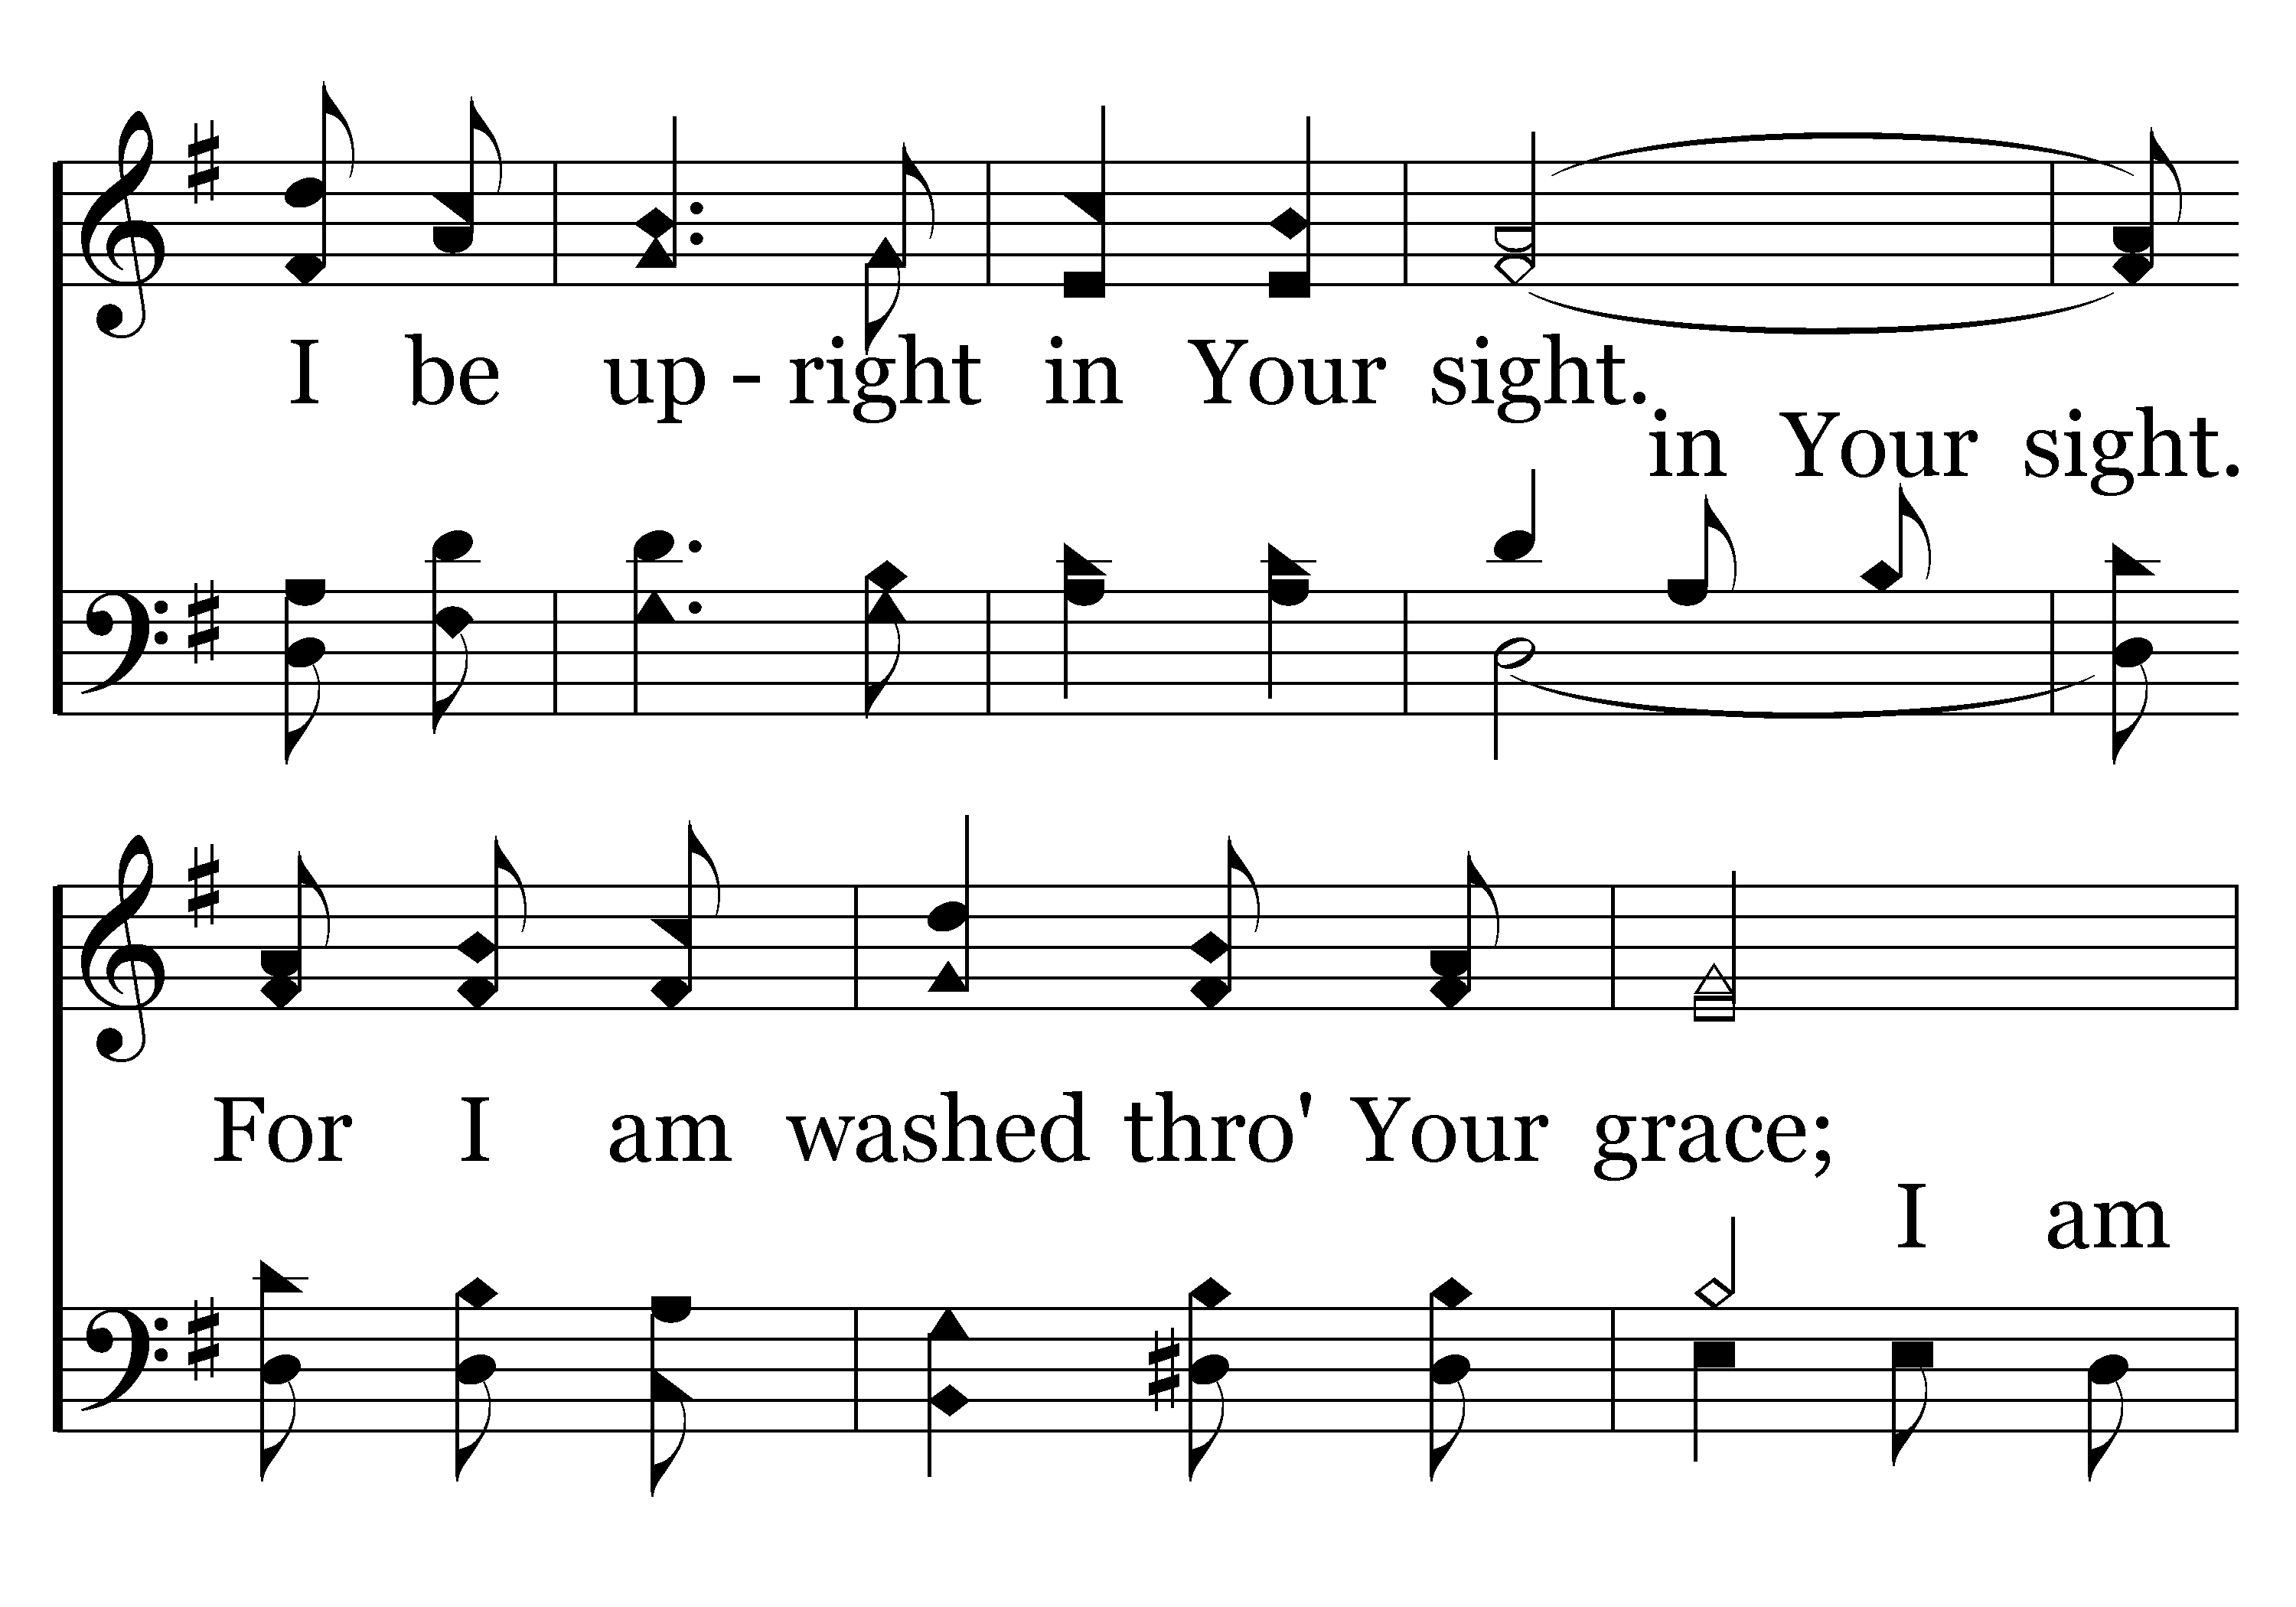 I be up - right in Your sight.
in Your sight.
For I am washed thro' Your grace;
I am